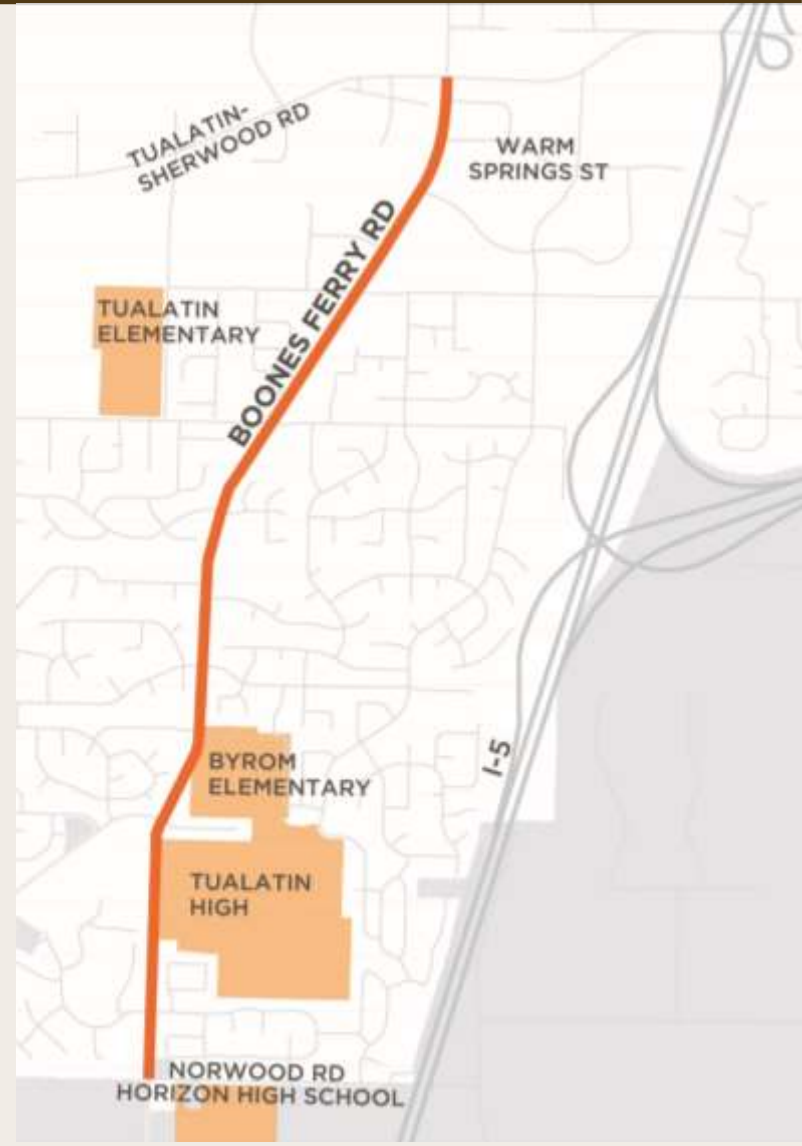 TUALATIN-
SHERWOOD RD
WARM
SPRINGS ST
BOONES FERRY RD
TUALATIN
ELEMENTARY
I-5
BYROM
ELEMENTARY
TUALATIN
HIGH
NORWOOD RD
HORIZON HIGH SCHOOL